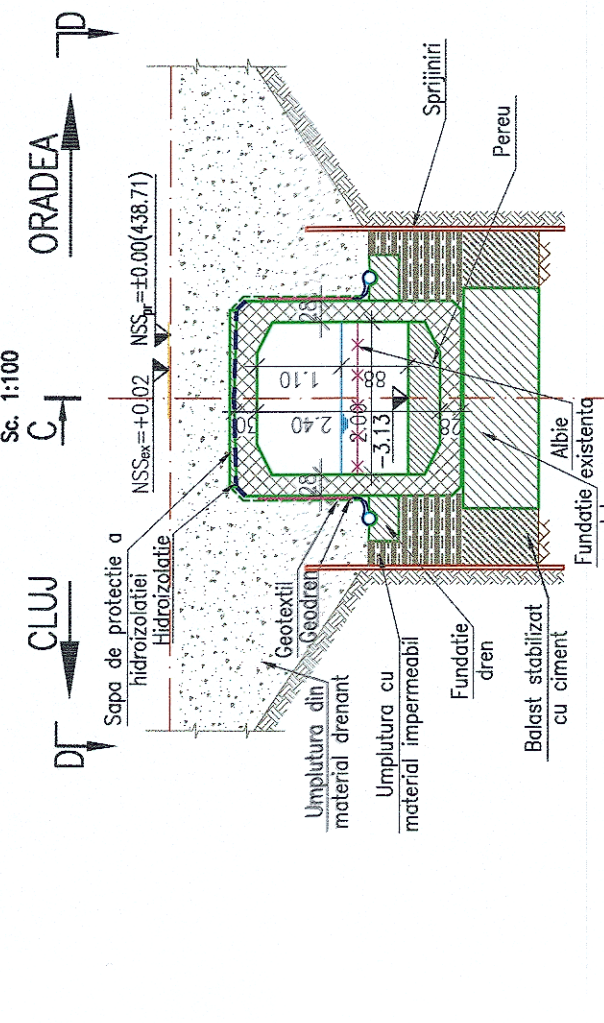 Sc. 1:100
D
CLUJ
C
ORADEA
D
NSSex=+0.02
NSSpr=±0.00(438.71)
Sapa de protectie a
hidroizolatiei
Hidroizolatie
Geotextil
Geodren
Umplutura din
material drenant
Umplutura cu
material impermeabil
Fundatie
dren
Balast stabilizat
cu ciment
30
28
28
1.10
2.40
2.00
88
-3.13
28
Sprijiniri
Pereu
Albie
existenta
Fundatie